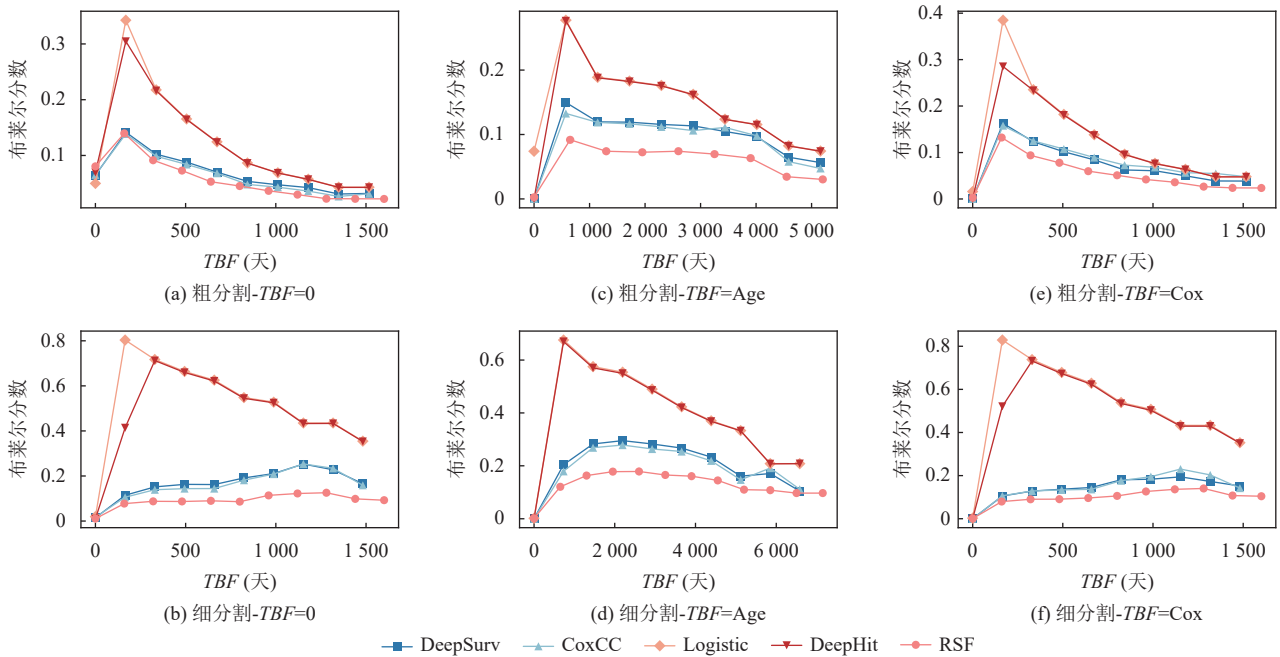 布莱尔分数
0.3
0.1
0 500 1 000 1 500
TBF (天)
(a) 粗分割-TBF=0
布莱尔分数
0.2
0.1
0
0 1 000 2 000 3 000 4 000 5 000
TBF (天)
(c) 粗分割-TBF=Age
布莱尔分数
0.4
0.3
0.2
0.1
0
0 500 1 000 1 500
TBF (天)
(e) 粗分割-TBF=Cox
布莱尔分数
0.8
0.6
0.4
0.2
0
0 500 1 000 1 500
TBF (天)
(b) 细分割-TBF=0
布莱尔分数
0.6
0.4
0.2
0
0 2 000 4 000 6 000
TBF (天)
(d) 细分割-TBF=Age
布莱尔分数
0.8
0.6
0.4
0.2
0
0 500 1 000 1 500
TBF (天)
(f) 细分割-TBF=Cox
DeepSurv CoxCC Logistic DeepHit RSF